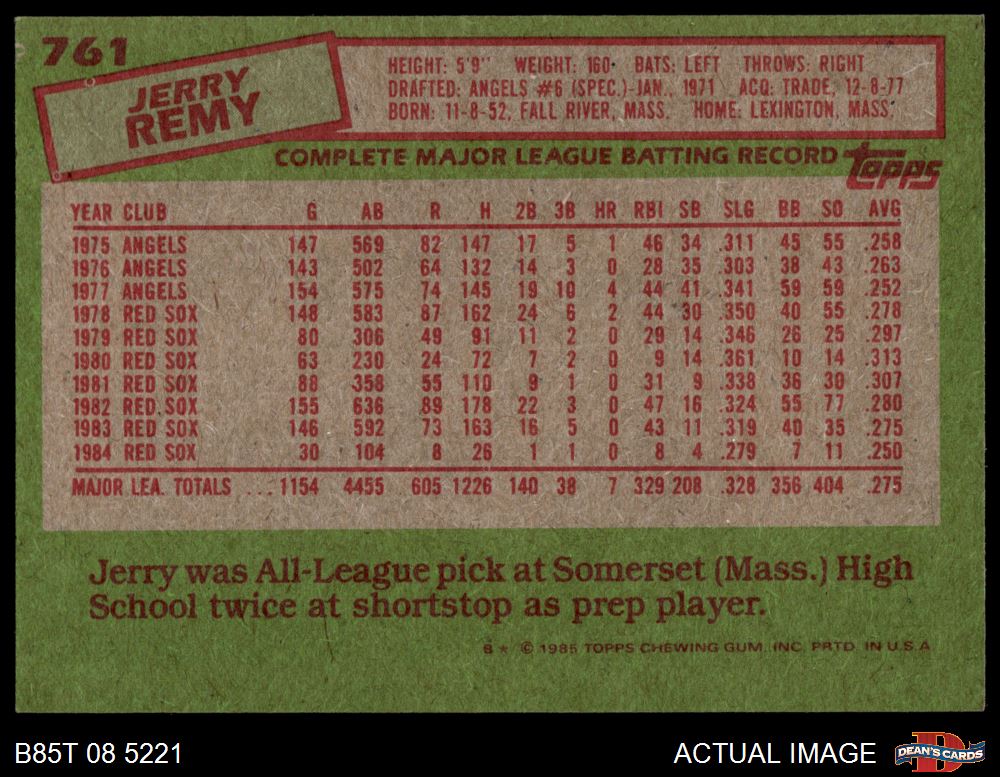 761
JERRY
REMY
HEIGHT: 5'9" WEIGHT: 160 BATS: LEFT THROWS: RIGHT
DRAFTED: ANGELS #6 (SPEC.)-JAN., 1971 ACQ: TRADE, 12-8-77
BORN: 11-8-52, FALL RIVER, MASS. HOME: LEXINGTON, MASS.
COMPLETE MAJOR LEAGUE BATTING RECORD
topps
YEAR CLUB G AB R H 2B 3B HR RBI SB SLG BB SO AVG
1975 ANGELS 147 569 82 147 17 5 1 46 34 .311 45 55 .258
1976 ANGELS 143 502 64 132 14 3 0 28 35 .303 38 43 .263
1977 ANGELS 154 575 74 145 19 10 4 44 41 .341 59 59 .252
1978 RED SOX 148 583 87 162 24 6 2 44 30 .350 40 55 .278
1979 RED SOX 80 306 49 91 11 2 0 29 14 .346 26 25 .297
1980 RED SOX 63 230 24 72 7 2 0 9 14 .361 10 14 .313
1981 RED SOX 88 358 55 110 9 1 0 31 9 .338 36 30 .307
1982 RED SOX 155 636 89 178 22 3 0 47 16 .324 55 77 .280
1983 RED SOX 146 592 73 163 16 5 0 43 11 .319 40 35 .275
1984 RED SOX 30 104 8 26 1 1 0 8 4 .279 7 11 .250
MAJOR LEA. TOTALS ... 1154 4455 605 1226 140 38 7 329 208 .328 356 404 .275
Jerry was All-League pick at Somerset (Mass.) High
School twice at shortstop as prep player.
B * © 1985 TOPPS CHEWING GUM, INC. PRTD. IN U.S.A.
B85T 08 5221
ACTUAL IMAGE
D
DEAN'S CARDS